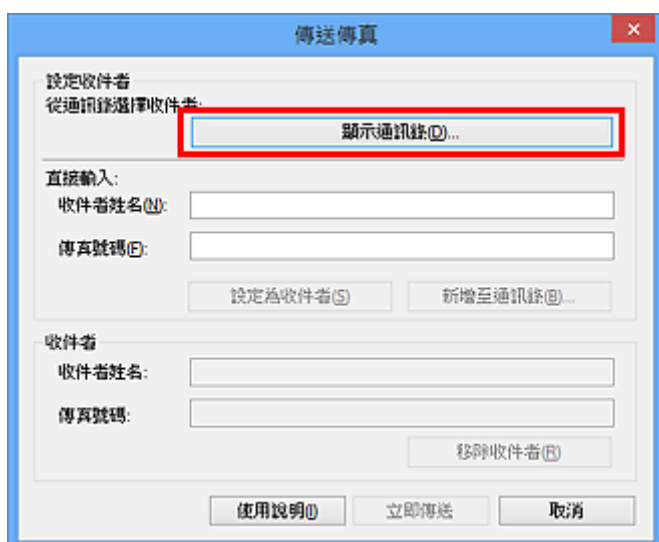 傳送傳真
設定收件者
從通訊錄選擇收件者:
顯示通訊錄(D)...
直接輸入:
收件者姓名(N):
傳真號碼(F):
設定為收件者(S) 新增至通訊錄(B)...
收件者
收件者姓名:
傳真號碼:
移除收件者(R)
使用說明(I) 立即傳送 取消